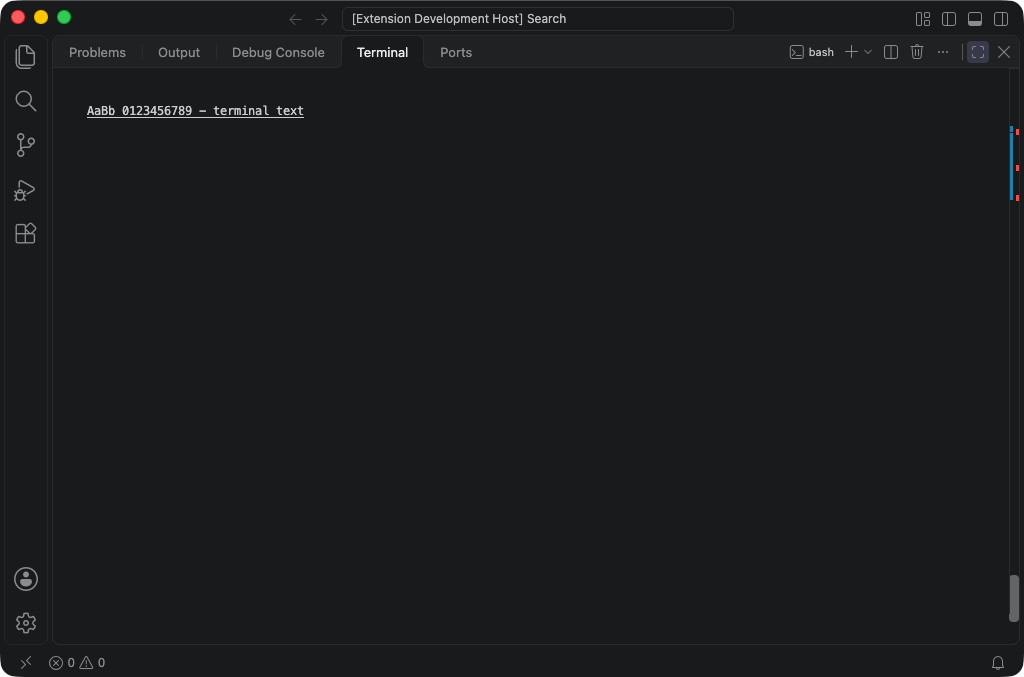 [Extension Development Host] Search
Problems Output Debug Console Terminal Ports bash
AaBb 0123456789 — terminal text
0 0